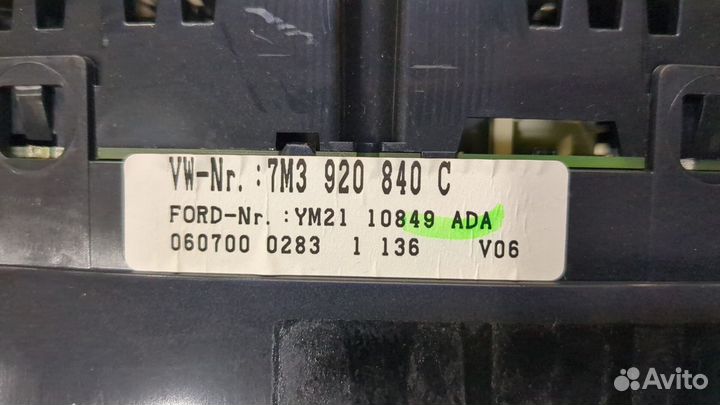 VW-Nr.:7M3 920 840 C
FORD-Nr.:YM21 10849 ADA
060700 0283 1 136 V06
Avito